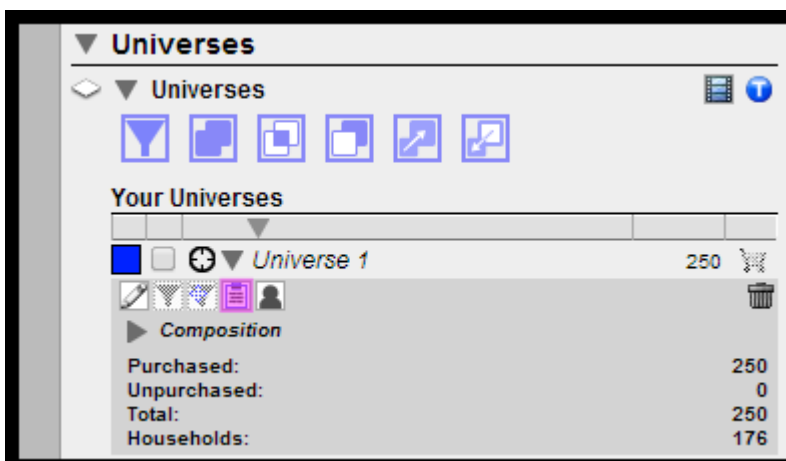 Universes
Universes
T
Your Universes
Universe 1 250
Composition
Purchased: 250
Unpurchased: 0
Total: 250
Households: 176